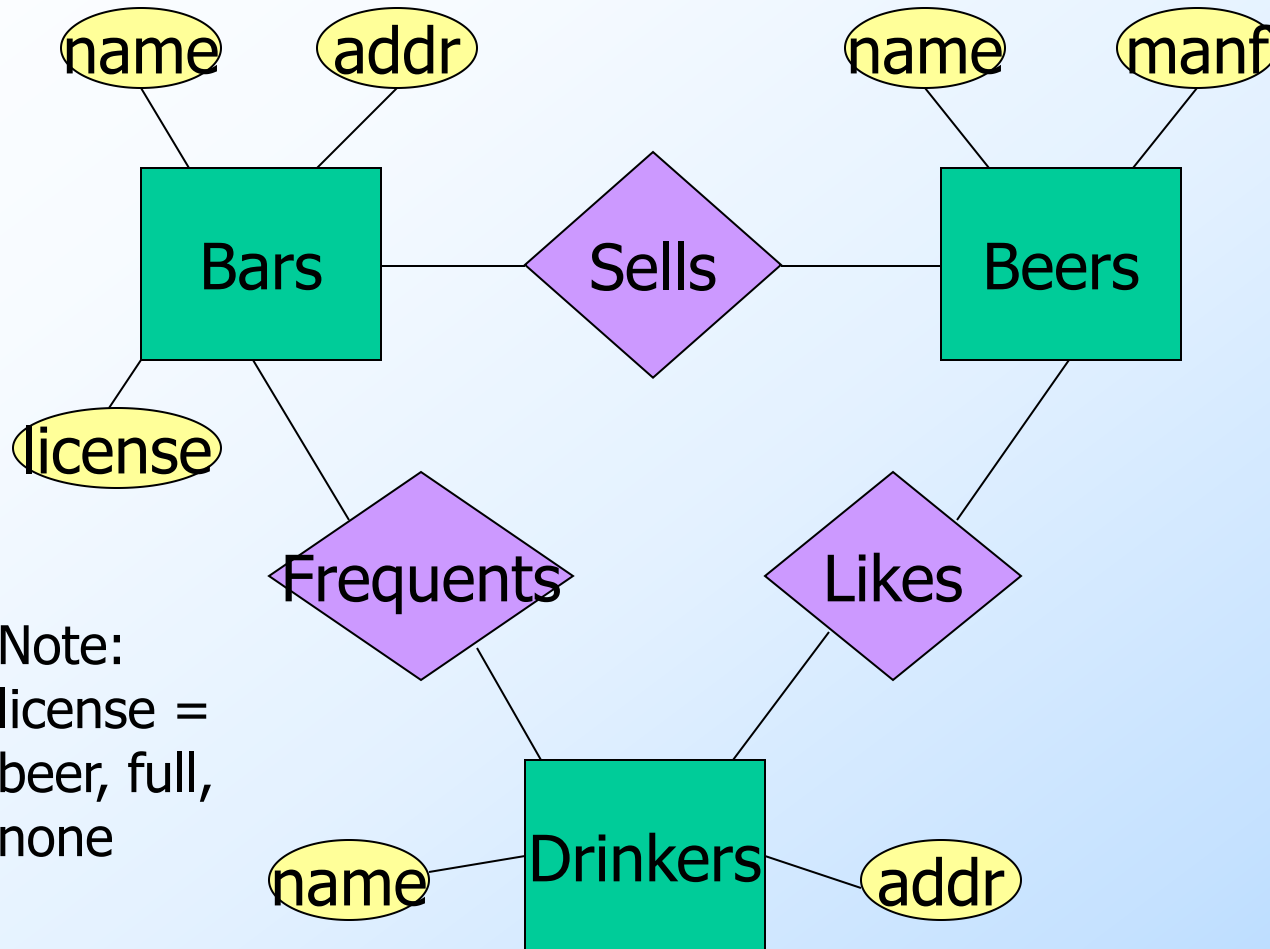 name
addr
name
manf
Bars
Sells
Beers
license
Frequents
Likes
Note:
license =
beer, full,
none
Drinkers
name
addr